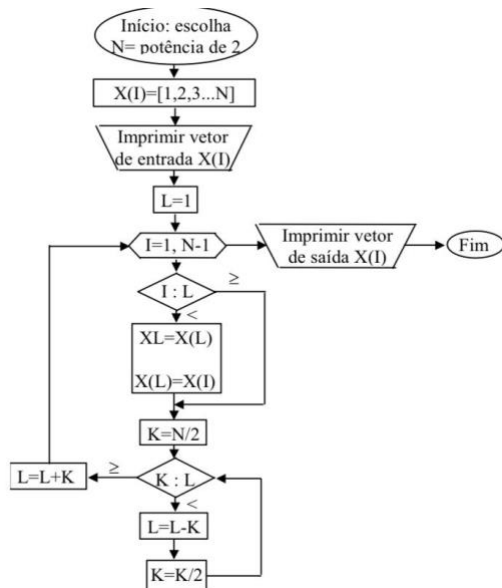 Início: escolha
N= potência de 2
X(I)=[1,2,3...N]
Imprimir vetor
de entrada X(I)
L=1
I=1, N-1
Imprimir vetor
de saída X(I)
Fim
I : L
≥
<
XL=X(L)
X(L)=X(I)
K=N/2
K : L
≥
L=L+K
<
L=L-K
K=K/2